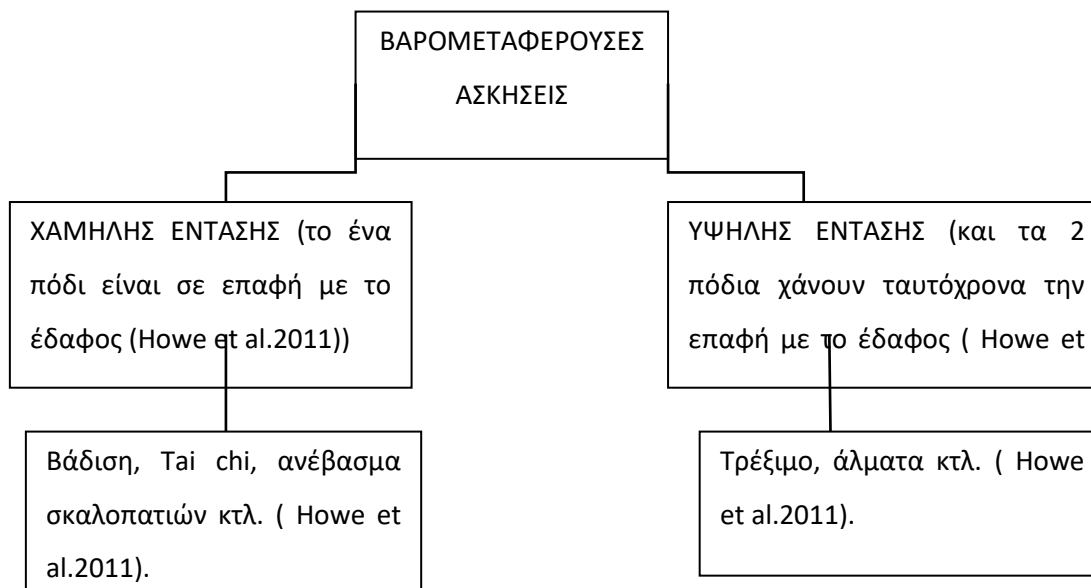 ΒΑΡΟΜΕΤΑΦΕΡΟΥΣΕΣ
ΑΣΚΗΣΕΙΣ
ΧΑΜΗΛΗΣ ΕΝΤΑΣΗΣ (το ένα
πόδι είναι σε επαφή με το
έδαφος (Howe et al.2011))
ΥΨΗΛΗΣ ΕΝΤΑΣΗΣ (και τα 2
πόδια χάνουν ταυτόχρονα την
επαφή με το έδαφος ( Howe et
Βάδιση, Tai chi, ανέβασμα
σκαλοπατιών κτλ. ( Howe et
al.2011).
Τρέξιμο, άλματα κτλ. ( Howe
et al.2011).